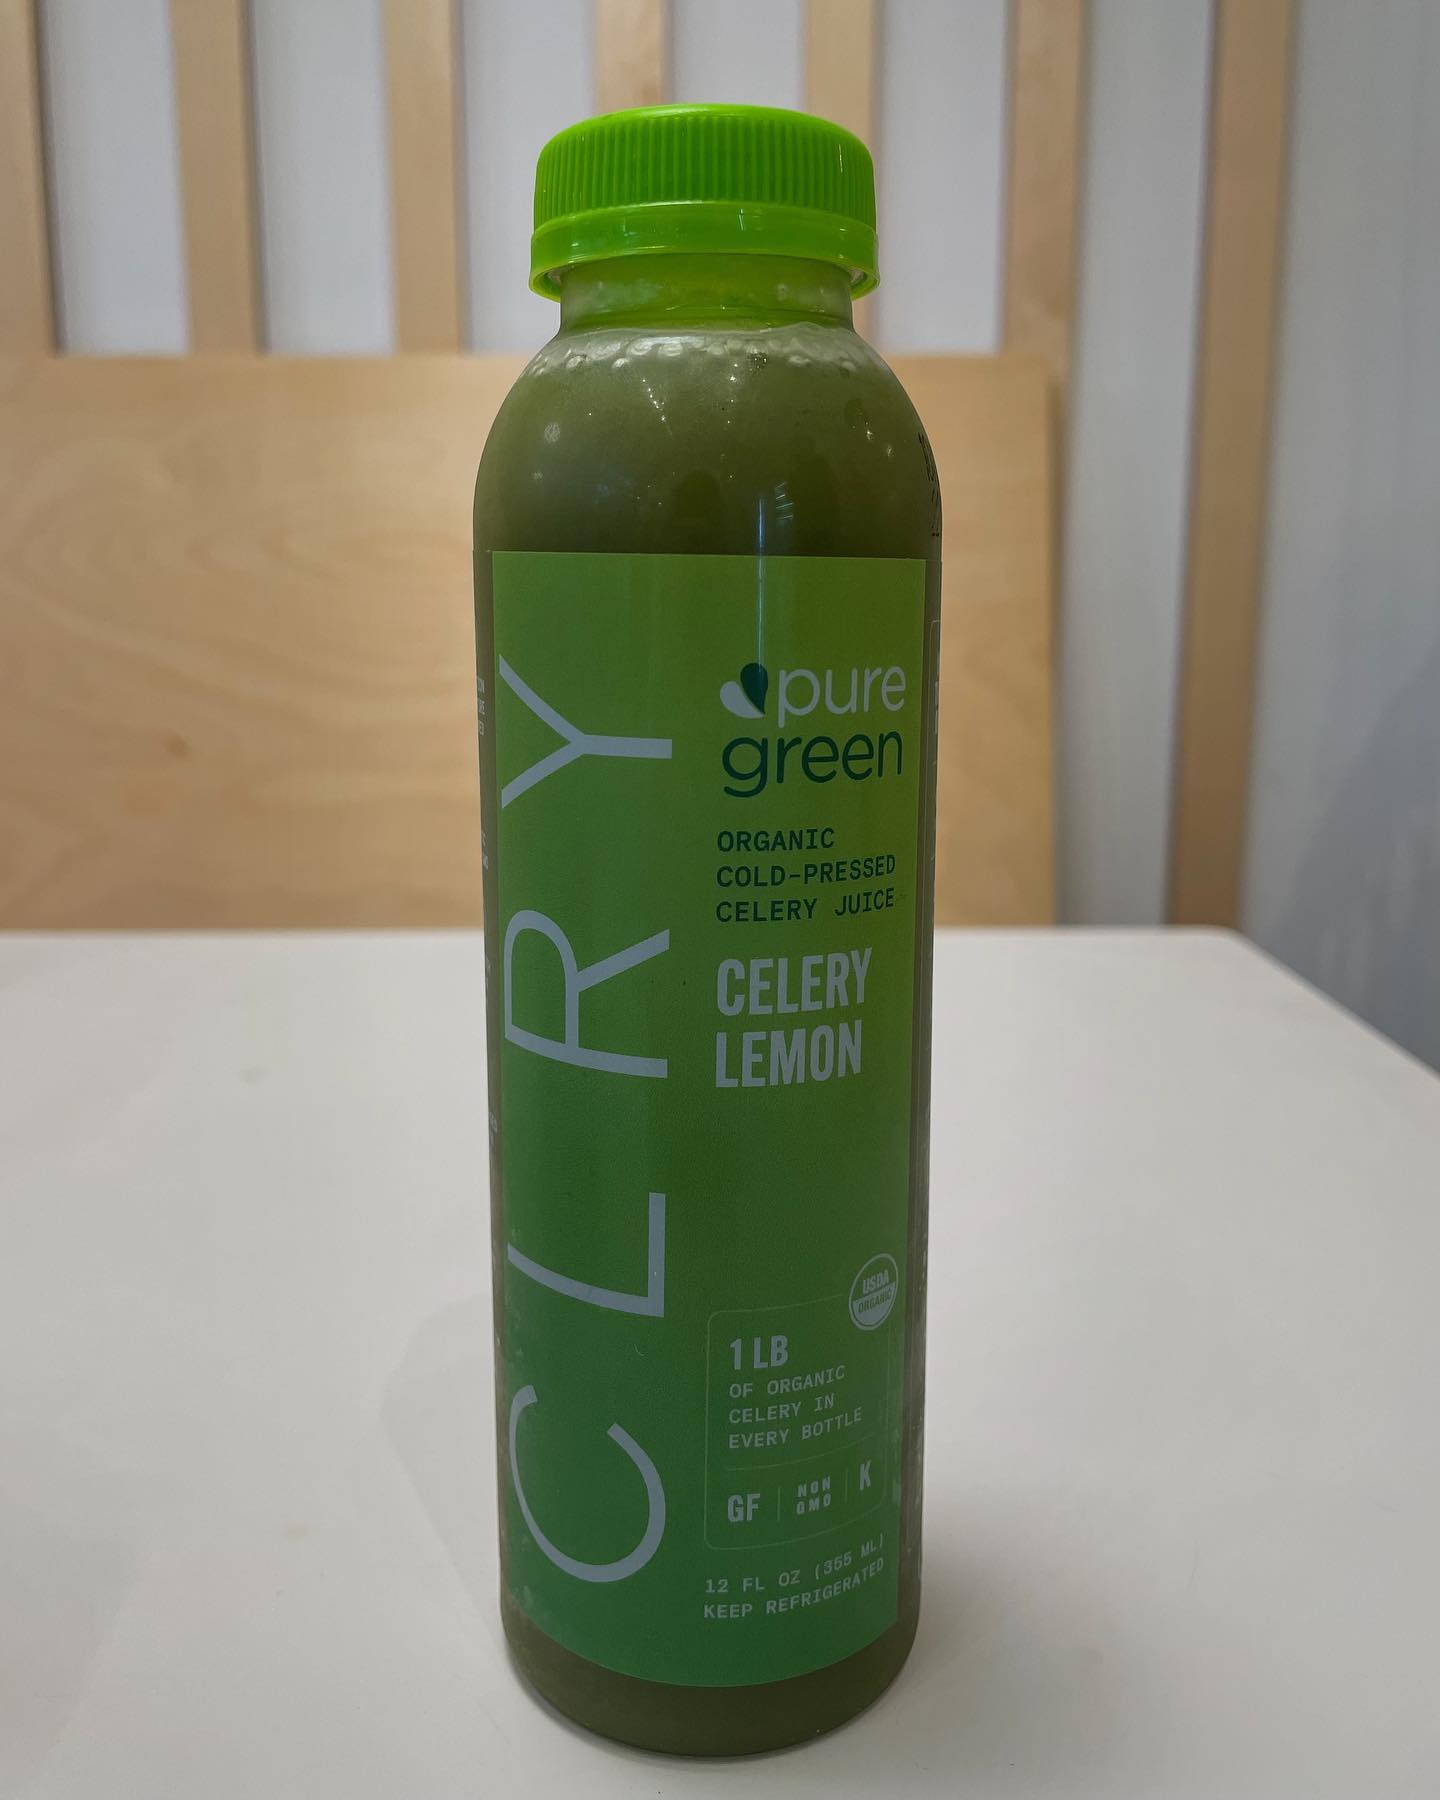 CLRY
pure
green
ORGANIC
COLD-PRESSED
CELERY JUICE
CELERY
LEMON
USDA
ORGANIC
1 LB
OF ORGANIC
CELERY IN
EVERY BOTTLE
GF
NON
GMO
K
12 FL OZ (355 ML)
KEEP REFRIGERATED